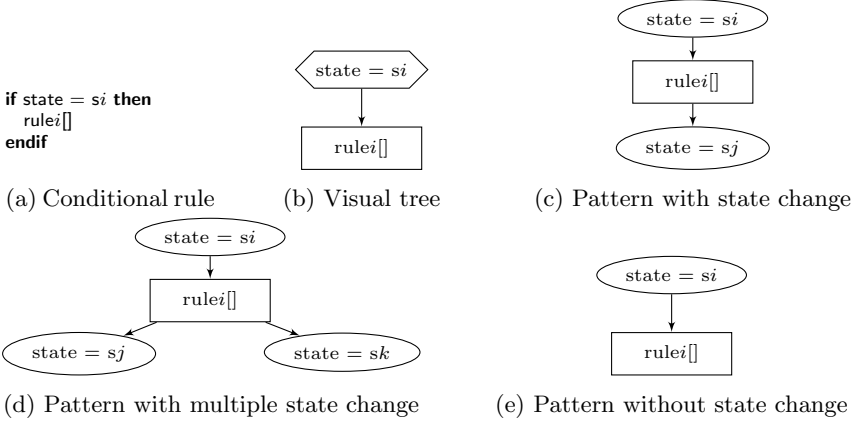 if state = si then
rulei[]
endif
(a) Conditional rule
state = si
rulei[]
(b) Visual tree
state = si
rulei[]
state = sj
(c) Pattern with state change
state = si
rulei[]
state = sj
state = sk
(d) Pattern with multiple state change
state = si
rulei[]
(e) Pattern without state change